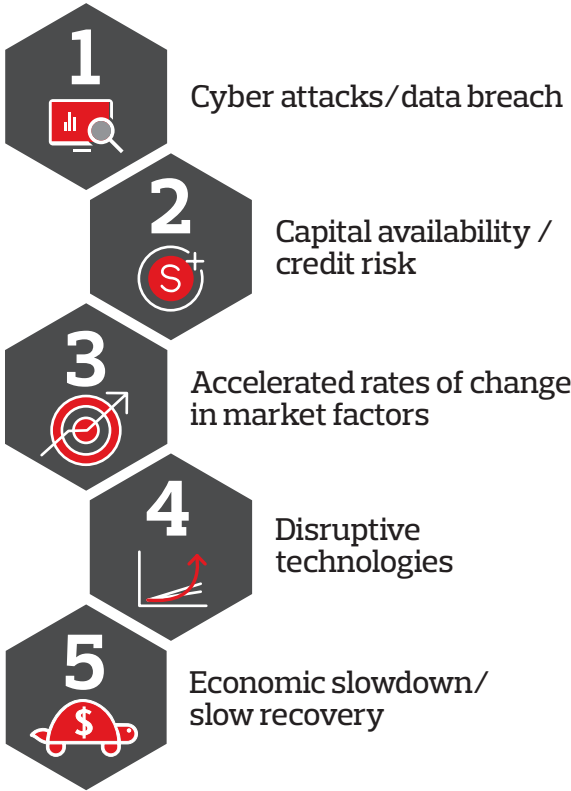 1
Cyber attacks/data breach
2
Capital availability /
credit risk
S
3
Accelerated rates of change
in market factors
4
Disruptive
technologies
5
Economic slowdown/
slow recovery
$